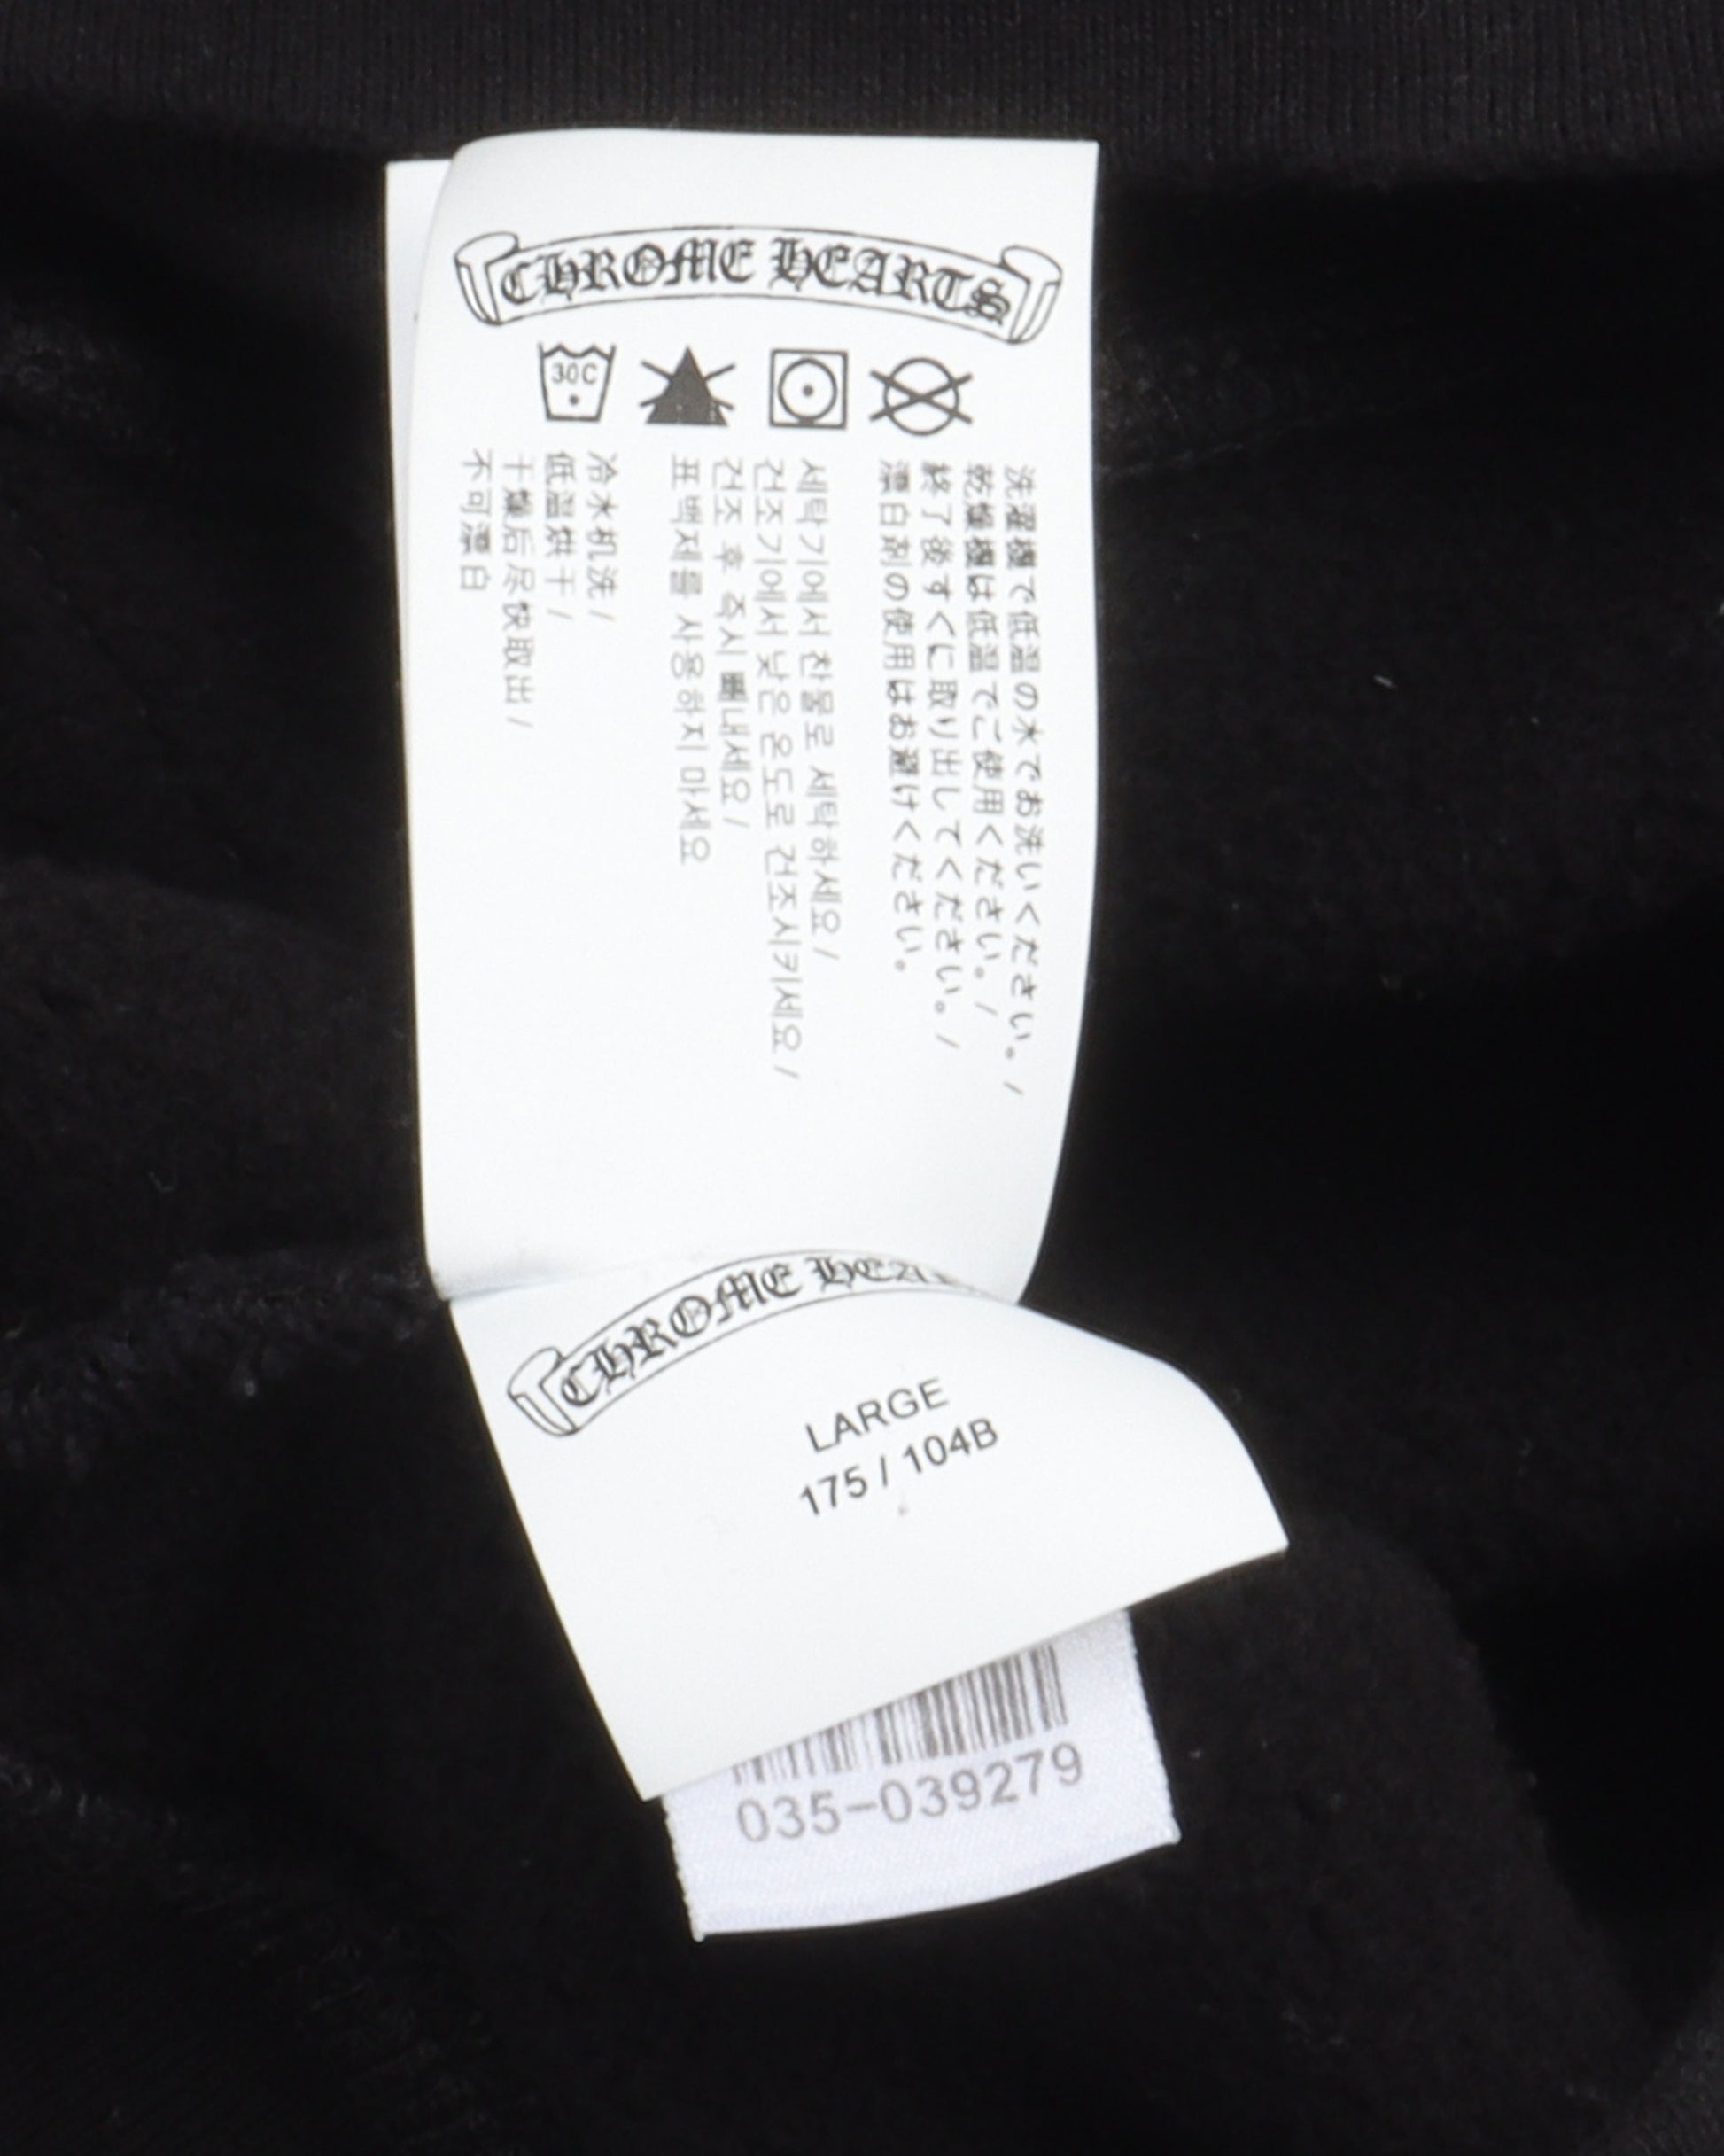 CHROME HEARTS
30C
洗濯機で低温の水でお洗いください。/
乾燥機は低温でご使用ください。/
終了後すぐに取り出してください。/
漂白剤の使用はお避けください。
세탁기에서 찬물로 세탁하세요/
건조기에서 낮은 온도로 건조시키세요/
건조 후 즉시 빼내세요/
표백제를 사용하지 마세요
冷水机洗/
低温烘干/
干燥后尽快取出/
不可漂白
CHROME HEA
LARGE
175 / 104B
035-039279